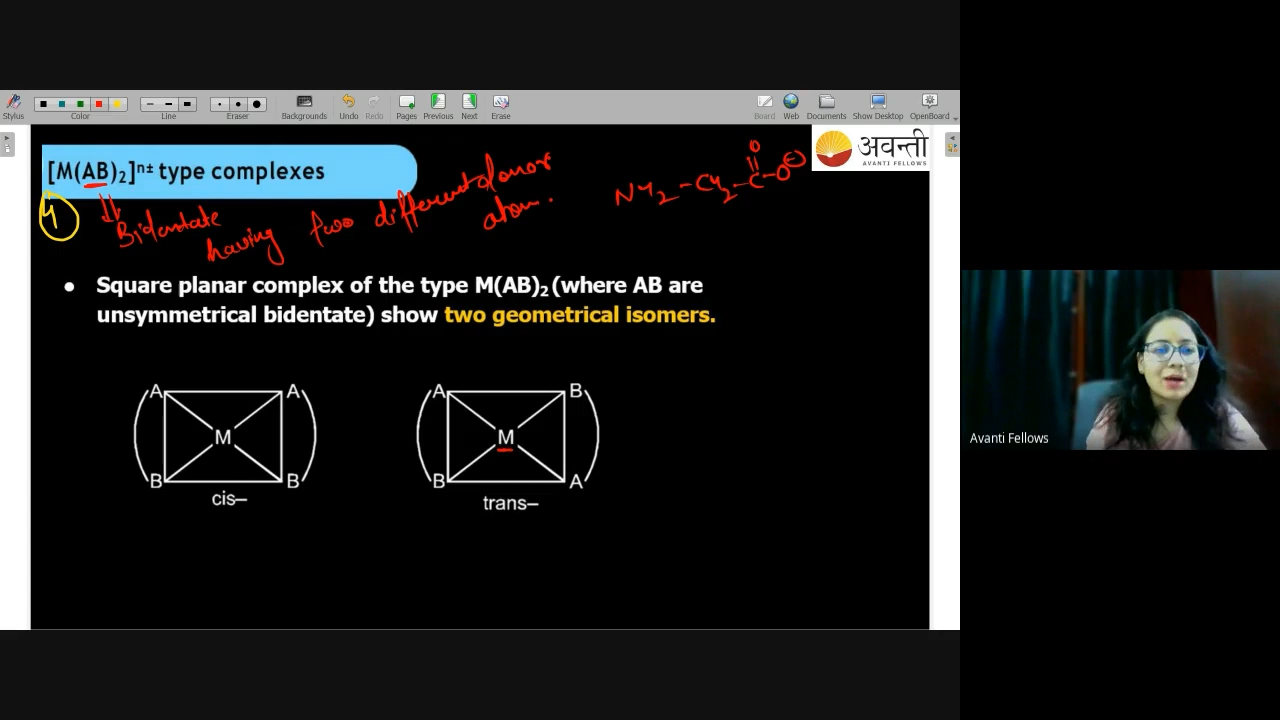 Stylus
Color
Line
Eraser
Backgrounds
Undo
Redo
Pages
Previous
Next
Erase
Board
Web
Documents
Show Desktop
OpenBoard
अवन्ती
AVANTI FELLOWS
[M(AB)₂]ⁿ± type complexes
4
Bidentate
having two different donor
atom.
NH₂-CH₂-C-O⊖
O
• Square planar complex of the type M(AB)₂ (where AB are
unsymmetrical bidentate) show two geometrical isomers.
A A
M
B B
cis–
A B
M
B A
trans–
Avanti Fellows